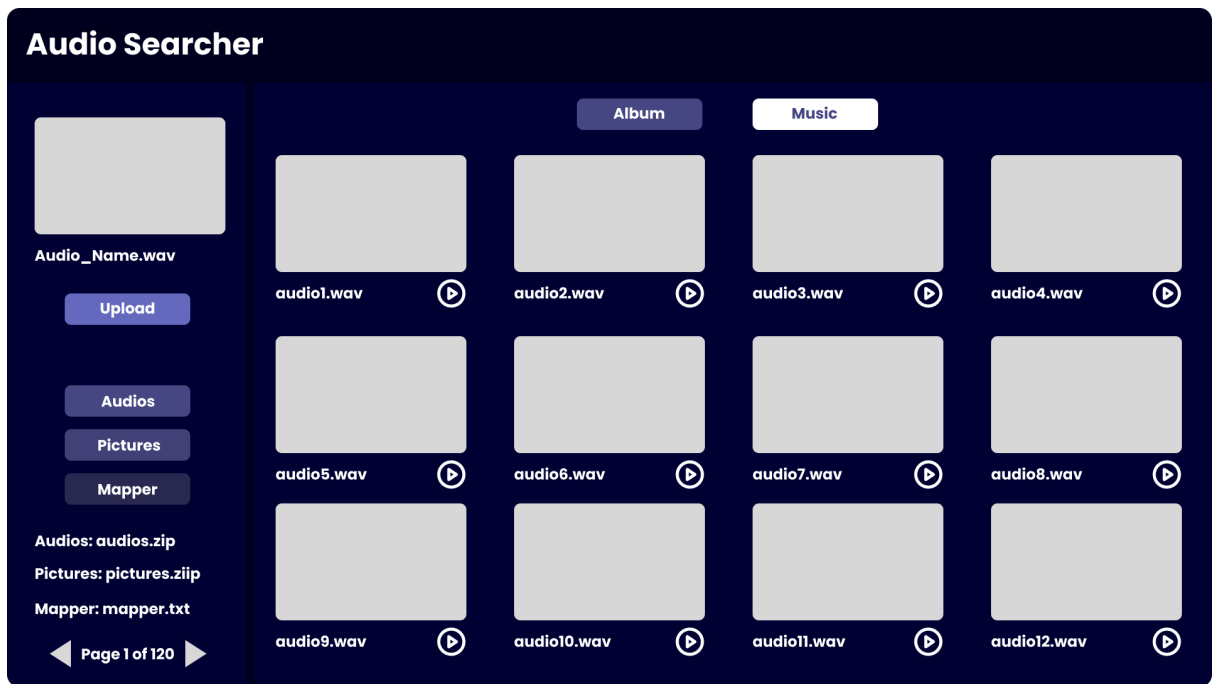 Audio Searcher
Audio_Name.wav
Upload
Audios
Pictures
Mapper
Audios: audios.zip
Pictures: pictures.ziip
Mapper: mapper.txt
Page 1 of 120
Album Music
audio1.wav audio2.wav audio3.wav audio4.wav
audio5.wav audio6.wav audio7.wav audio8.wav
audio9.wav audio10.wav audio11.wav audio12.wav